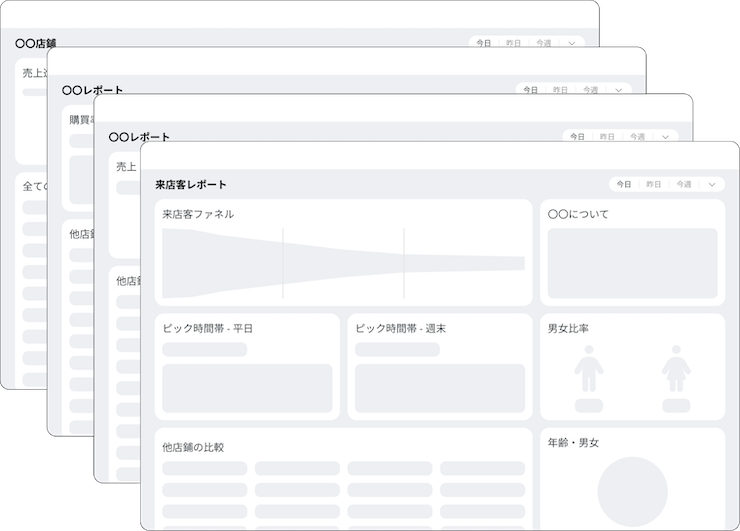 〇〇店舗
今日 昨日 今週
売上
全ての
〇〇レポート
今日 昨日 今週
購買
他店
〇〇レポート
今日 昨日 今週
売上
他店
来店客レポート
今日 昨日 今週
来店客ファネル
〇〇について
ピック時間帯 - 平日
ピック時間帯 - 週末
男女比率
他店舗の比較
年齢・男女